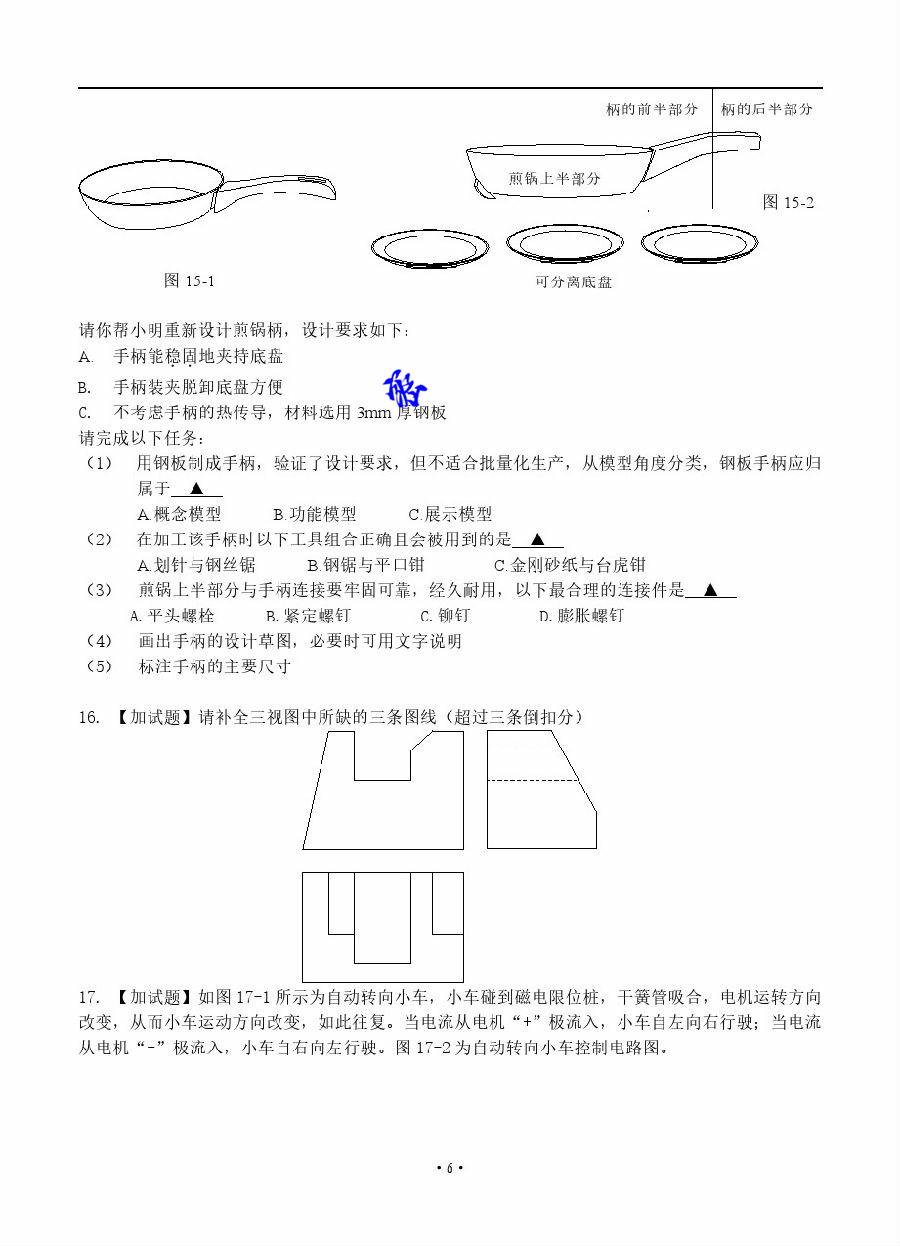 柄的前半部分 柄的后半部分
煎锅上半部分
图 15-2
图 15-1
可分离底盘
请你帮小明重新设计煎锅柄，设计要求如下：
A. 手柄能稳固地夹持底盘
B. 手柄装夹脱卸底盘方便
C. 不考虑手柄的热传导，材料选用 3mm 厚钢板
请完成以下任务：
（1） 用钢板制成手柄，验证了设计要求，但不适合批量化生产，从模型角度分类，钢板手柄应归
属于 ▲
A.概念模型 B.功能模型 C.展示模型
（2） 在加工该手柄时以下工具组合正确且会被用到的是 ▲
A.划针与钢丝锯 B.钢锯与平口钳 C.金刚砂纸与台虎钳
（3） 煎锅上半部分与手柄连接要牢固可靠，经久耐用，以下最合理的连接件是 ▲
A. 平头螺栓 B. 紧定螺钉 C. 铆钉 D. 膨胀螺钉
（4） 画出手柄的设计草图，必要时可用文字说明
（5） 标注手柄的主要尺寸
16. 【加试题】请补全三视图中所缺的三条图线（超过三条倒扣分）
17. 【加试题】如图 17-1 所示为自动转向小车，小车碰到磁电限位桩，干簧管吸合，电机运转方向
改变，从而小车运动方向改变，如此往复。当电流从电机“+”极流入，小车自左向右行驶；当电流
从电机“-”极流入，小车自右向左行驶。图 17-2 为自动转向小车控制电路图。
· 6 ·